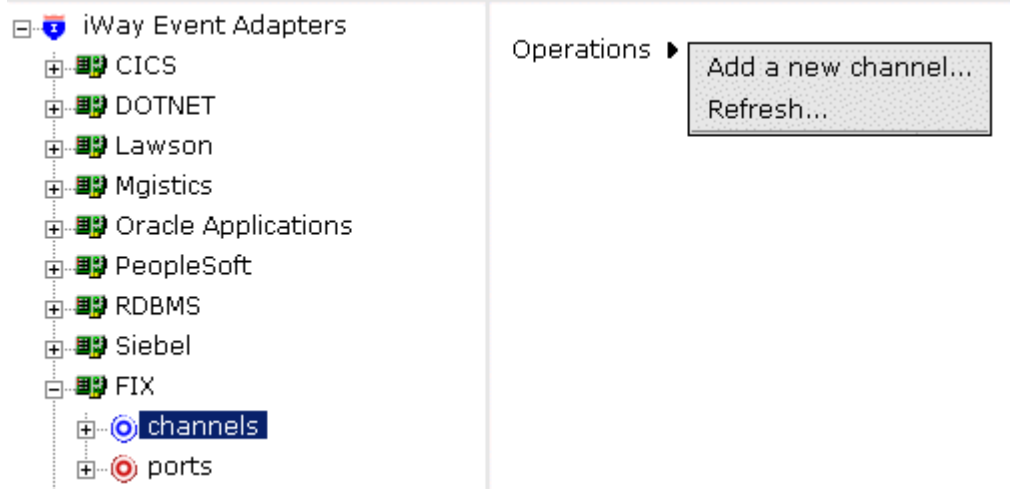 iWay Event Adapters
CICS
DOTNET
Lawson
Mgistics
Oracle Applications
PeopleSoft
RDBMS
Siebel
FIX
channels
ports
Operations
Add a new channel...
Refresh...